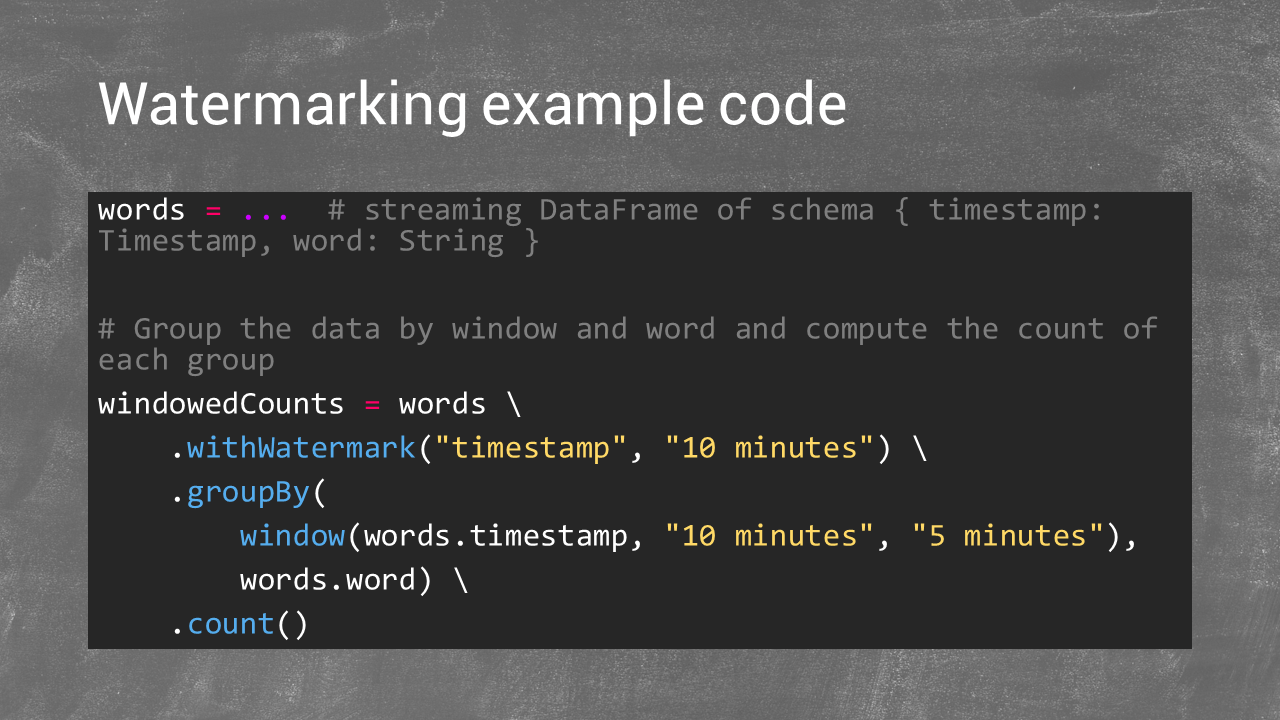 Watermarking example code
words = ... # streaming DataFrame of schema { timestamp:
Timestamp, word: String }
# Group the data by window and word and compute the count of
each group
windowedCounts = words \
.withWatermark("timestamp", "10 minutes") \
.groupBy(
window(words.timestamp, "10 minutes", "5 minutes"),
words.word) \
.count()